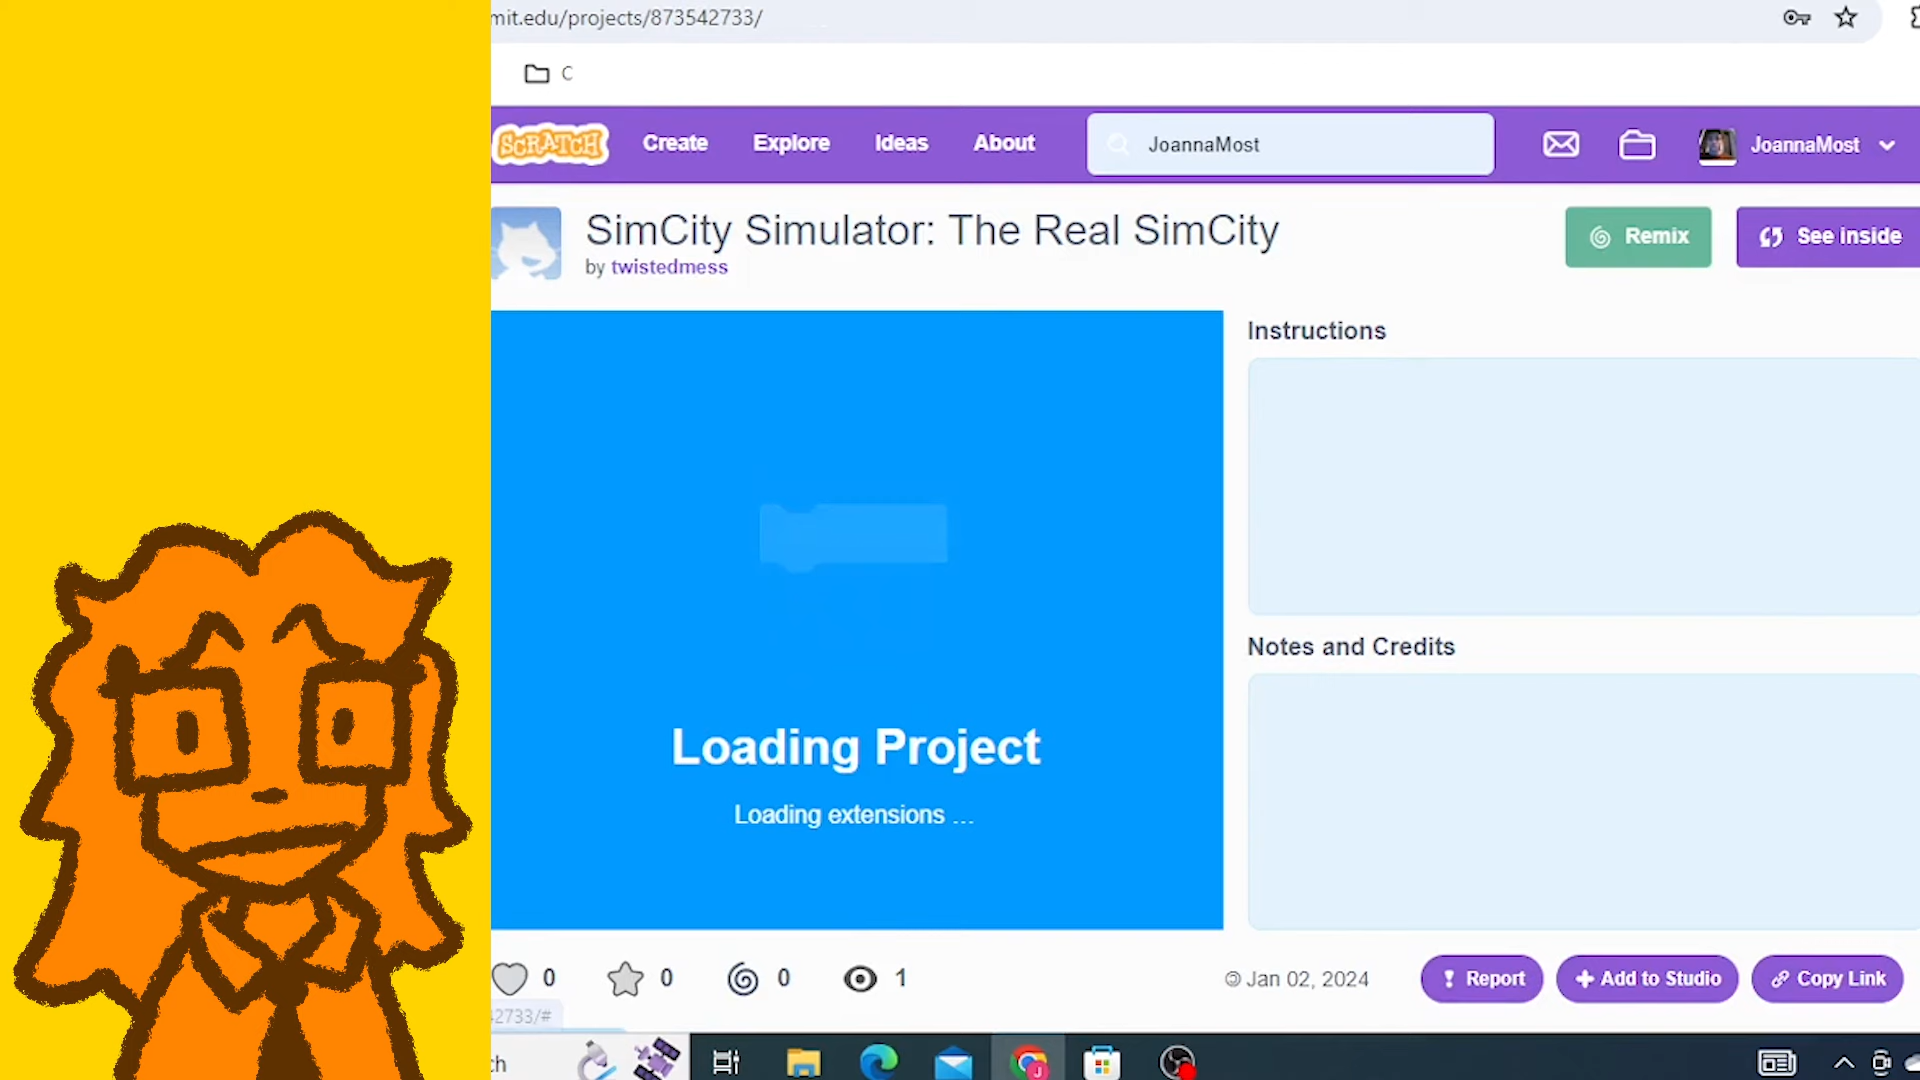 mit.edu/projects/873542733/
C
SCRATCH Create Explore Ideas About JoannaMost JoannaMost
SimCity Simulator: The Real SimCity
by twistedmess
Remix See inside
Instructions
Loading Project
Loading extensions ...
Notes and Credits
0 0 0 1
© Jan 02, 2024
Report Add to Studio Copy Link
42733/#
ch
J